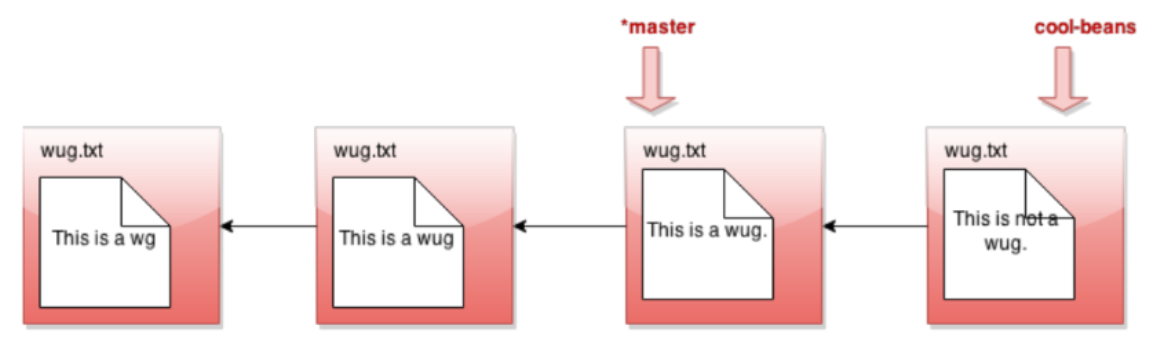 *master
cool-beans
wug.txt
This is a wg
wug.txt
This is a wug
wug.txt
This is a wug.
wug.txt
This is not a
wug.